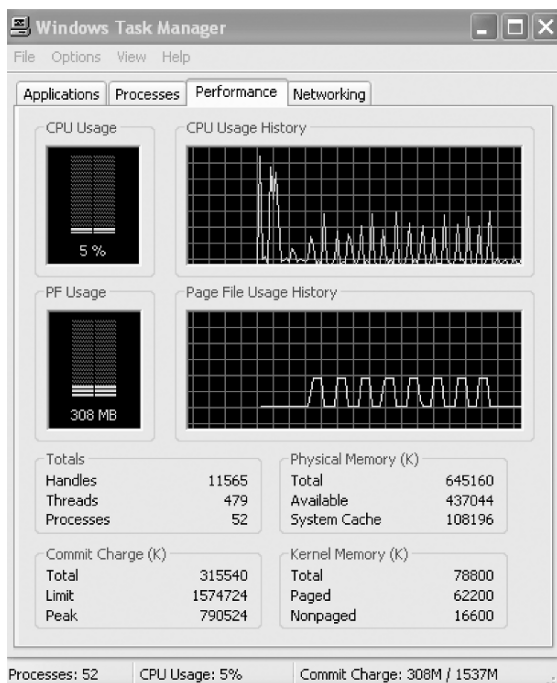 Windows Task Manager
File Options View Help
Applications Processes Performance Networking
CPU Usage
5 %
CPU Usage History
PF Usage
308 MB
Page File Usage History
Totals
Handles 11565
Threads 479
Processes 52
Physical Memory (K)
Total 645160
Available 437044
System Cache 108196
Commit Charge (K)
Total 315540
Limit 1574724
Peak 790524
Kernel Memory (K)
Total 78800
Paged 62200
Nonpaged 16600
Processes: 52 CPU Usage: 5% Commit Charge: 308M / 1537M